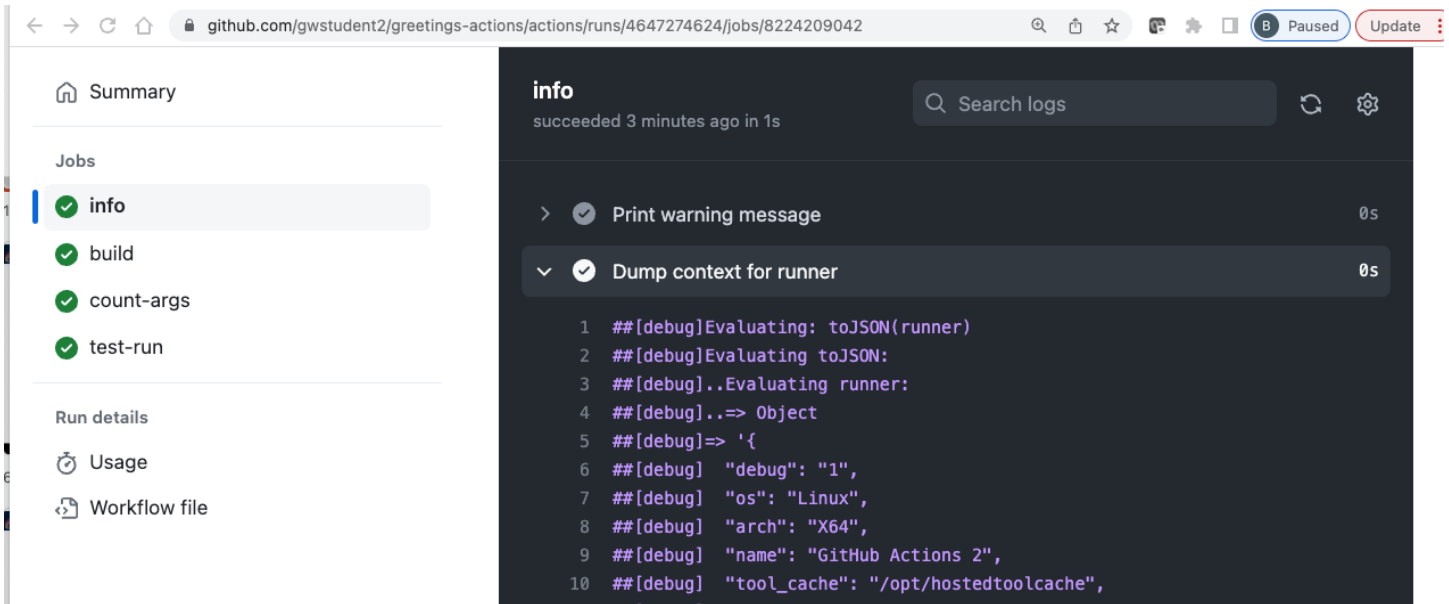 github.com/gwstudent2/greetings-actions/actions/runs/4647274624/jobs/8224209042
B Paused
Update
Summary
Jobs
info
build
count-args
test-run
Run details
Usage
Workflow file
info
succeeded 3 minutes ago in 1s
Search logs
Print warning message 0s
Dump context for runner 0s
1 ##[debug]Evaluating: toJSON(runner)
2 ##[debug]Evaluating toJSON:
3 ##[debug]..Evaluating runner:
4 ##[debug]..=> Object
5 ##[debug]=> '{
6 ##[debug]  "debug": "1",
7 ##[debug]  "os": "Linux",
8 ##[debug]  "arch": "X64",
9 ##[debug]  "name": "GitHub Actions 2",
10 ##[debug]  "tool_cache": "/opt/hostedtoolcache",